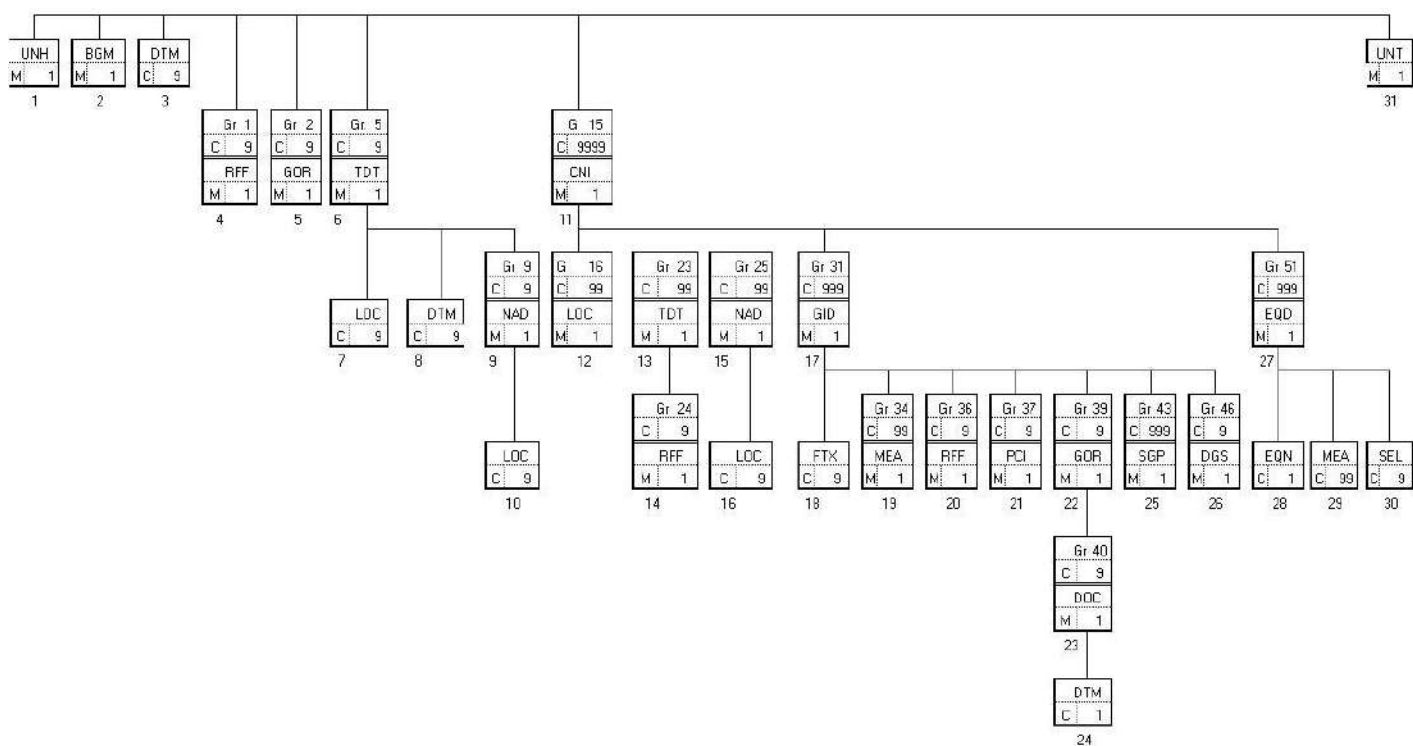 UNH BGM DTM UNT
M 1 M 1 C 9 M 1
1 2 3 31
Gr 1 Gr 2 Gr 5 G 15
C 9 C 9 C 9 C 9999
RFF GOR TDT CNI
M 1 M 1 M 1 M 1
4 5 6 11
Gr 9 G 16 Gr 23 Gr 25 Gr 31 Gr 51
C 9 C 99 C 99 C 99 C 999 C 999
LOC DTM NAD LOC TDT NAD GID EQD
C 9 C 9 M 1 M 1 M 1 M 1 M 1 M 1
7 8 9 12 13 15 17 27
Gr 24 Gr 34 Gr 36 Gr 37 Gr 39 Gr 43 Gr 46
C 9 C 99 C 9 C 9 C 9 C 999 C 9
LOC RFF LOC FTX MEA RFF PCI GOR SGP DGS EQN MEA SEL
C 9 M 1 C 9 C 9 M 1 M 1 M 1 M 1 M 1 M 1 C 1 C 99 C 9
10 14 16 18 19 20 21 22 25 26 28 29 30
Gr 40
C 9
DOC
M 1
23
DTM
C 1
24